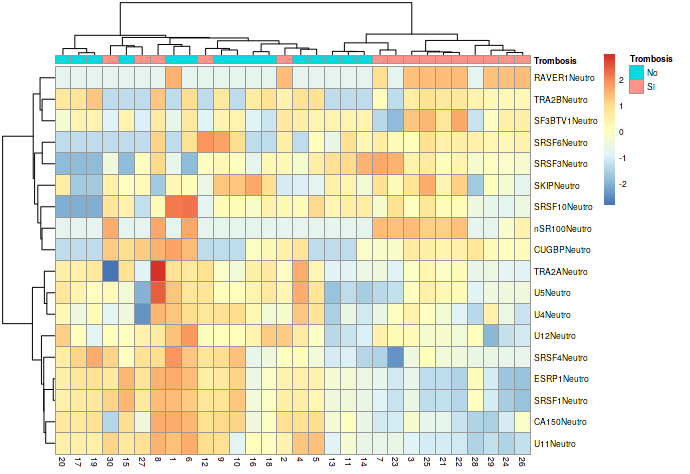 Trombosis
RAVER1Neutro
TRA2BNeutro
SF3BTV1Neutro
SRSF6Neutro
SRSF3Neutro
SKIPNeutro
SRSF10Neutro
nSR100Neutro
CUGBPNeutro
TRA2ANeutro
U5Neutro
U4Neutro
U12Neutro
SRSF4Neutro
ESRP1Neutro
SRSF1Neutro
CA150Neutro
U11Neutro
20 17 19 30 15 27 8 1 6 12 9 10 16 18 2 4 5 13 11 14 7 23 3 25 21 22 28 29 24 26
2
1
0
-1
-2
Trombosis
No
SI